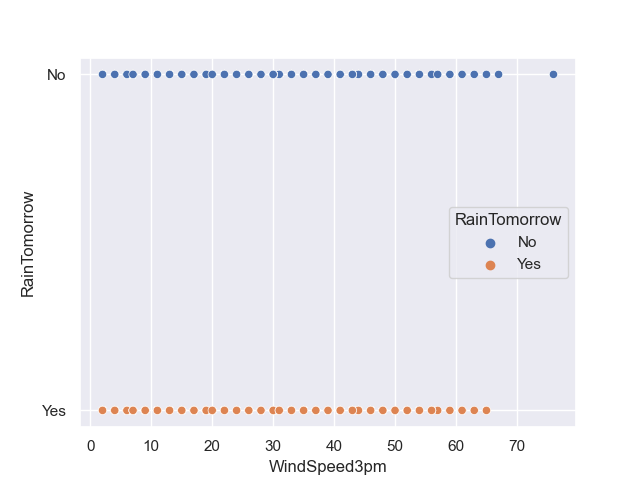 No
RainTomorrow
RainTomorrow
No
Yes
Yes
0 10 20 30 40 50 60 70
WindSpeed3pm